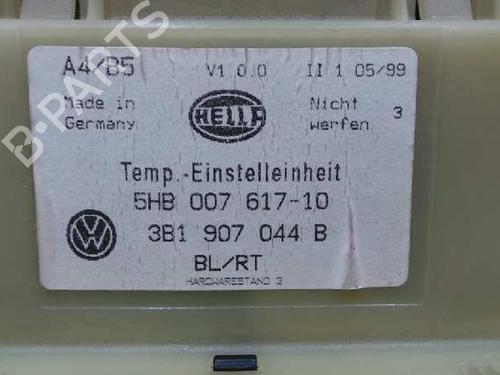 A4/B5 V1 0.0 II 1 05/99
Made in Germany
HELLA
Nicht werfen 3
Temp.-Einstelleinheit
5HB 007 617-10
VW
3B1 907 044 B
BL/RT
HARDWARESTAND 3
B-PARTS